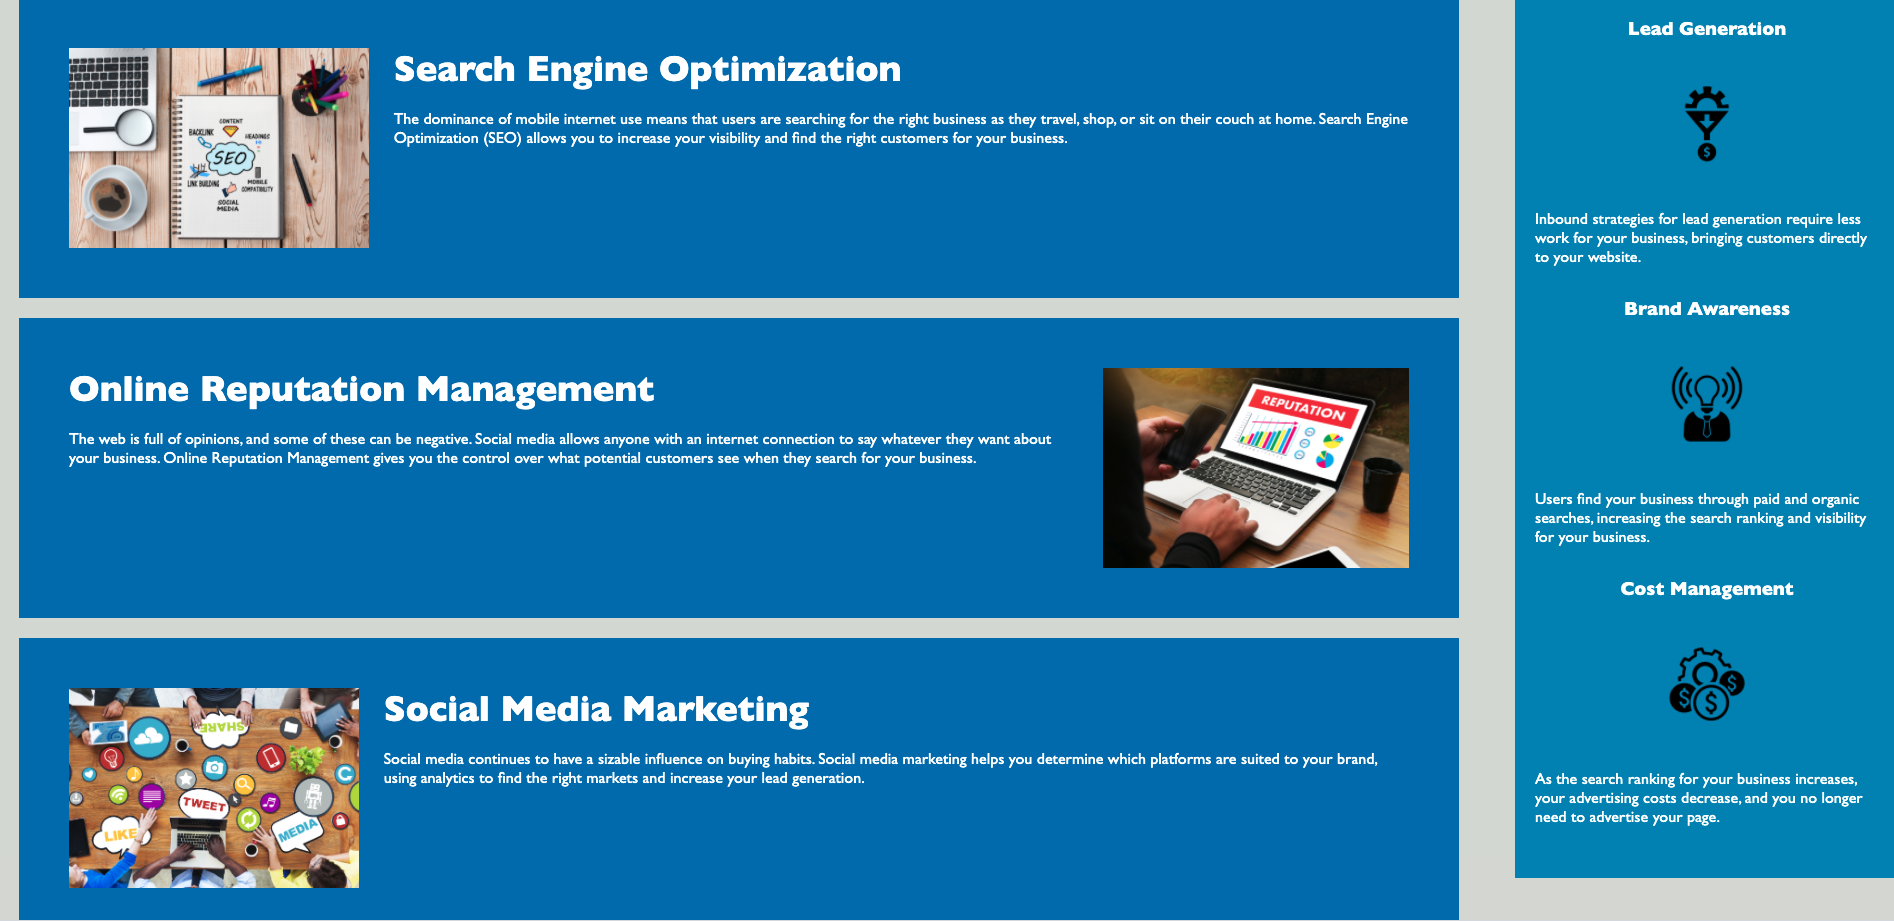 Search Engine Optimization
The dominance of mobile internet use means that users are searching for the right business as they travel, shop, or sit on their couch at home. Search Engine
Optimization (SEO) allows you to increase your visibility and find the right customers for your business.
CONTENT
BACKLINK
HEADINGS
SEO
LINK BUILDING
MOBILE
COMPATIBILITY
SOCIAL
MEDIA
Online Reputation Management
The web is full of opinions, and some of these can be negative. Social media allows anyone with an internet connection to say whatever they want about
your business. Online Reputation Management gives you the control over what potential customers see when they search for your business.
REPUTATION
Social Media Marketing
Social media continues to have a sizable influence on buying habits. Social media marketing helps you determine which platforms are suited to your brand,
using analytics to find the right markets and increase your lead generation.
SHARE
TWEET
LIKE
MEDIA
Lead Generation
$
Inbound strategies for lead generation require less
work for your business, bringing customers directly
to your website.
Brand Awareness
Users find your business through paid and organic
searches, increasing the search ranking and visibility
for your business.
Cost Management
$ $ $
As the search ranking for your business increases,
your advertising costs decrease, and you no longer
need to advertise your page.